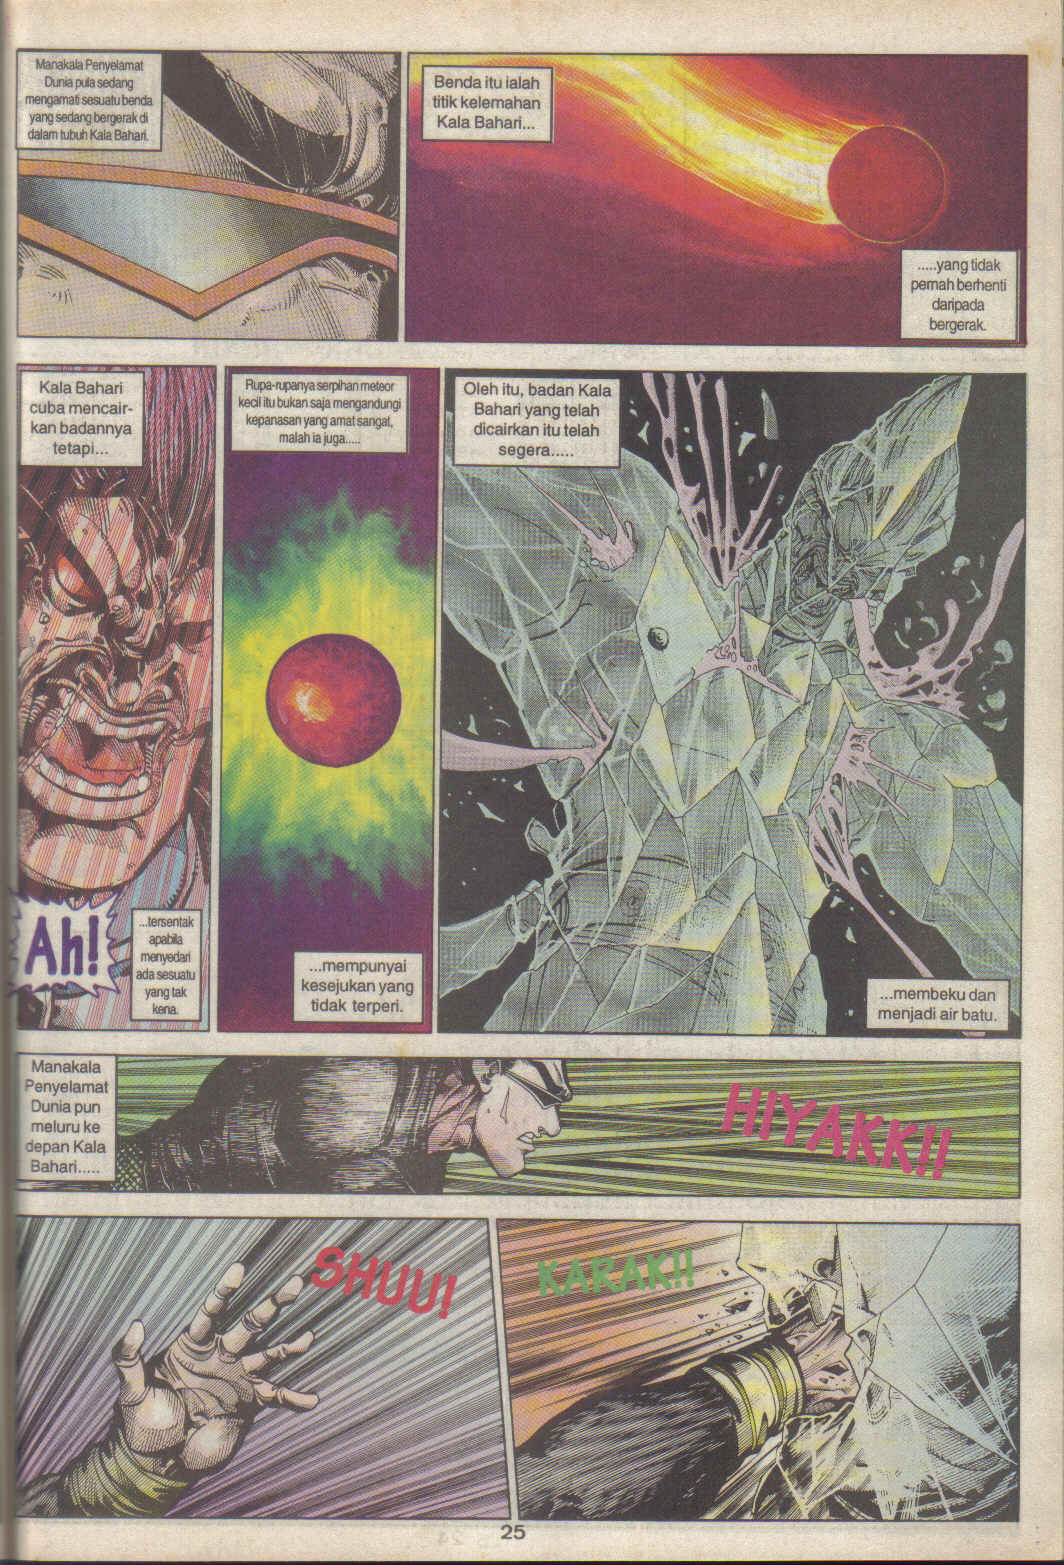 Manakala Penyelamat
Dunia pula sedang
mengamati sesuatu benda
yang sedang bergerak di
dalam tubuh Kala Bahari.
Benda itu ialah
titik kelemahan
Kala Bahari...
.....yang tidak
pernah berhenti
daripada
bergerak.
Kala Bahari
cuba mencair-
kan badannya
tetapi...
Ah!
...tersentak
apabila
menyedari
ada sesuatu
yang tak
kena.
Rupa-rupanya serpihan meteor
kecil itu bukan saja mengandungi
kepanasan yang amat sangat,
malah ia juga.....
...mempunyai
kesejukan yang
tidak terperi.
Oleh itu, badan Kala
Bahari yang telah
dicairkan itu telah
segera.....
...membeku dan
menjadi air batu.
Manakala
Penyelamat
Dunia pun
meluru ke
depan Kala
Bahari.....
HIYAKK!!
SHUU!
KARAK!!
25